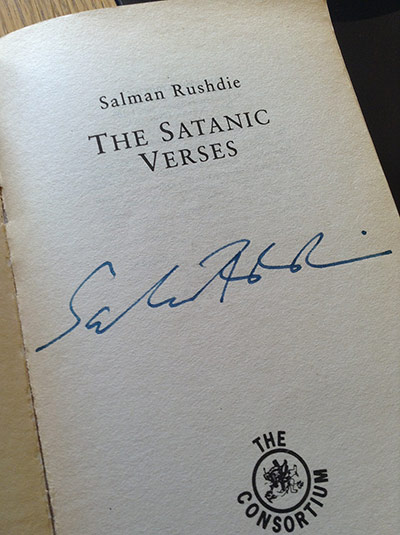 Salman Rushdie
THE SATANIC
VERSES
THE
CONSORTIUM